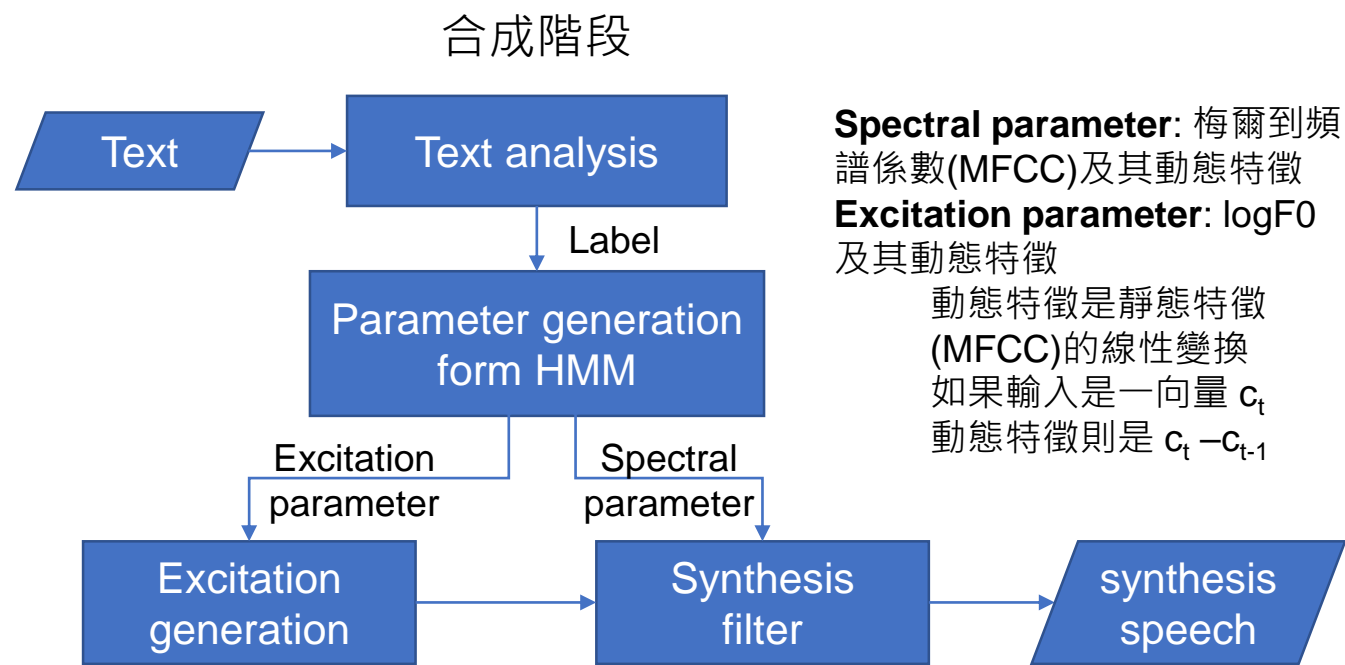 合成階段
Text
Text analysis
Label
Parameter generation
form HMM
Excitation
parameter
Spectral
parameter
Excitation
generation
Synthesis
filter
synthesis
speech
Spectral parameter: 梅爾到頻
譜係數(MFCC)及其動態特徵
Excitation parameter: logF0
及其動態特徵
動態特徵是靜態特徵
(MFCC)的線性變換
如果輸入是一向量 cₜ
動態特徵則是 cₜ –cₜ₋₁